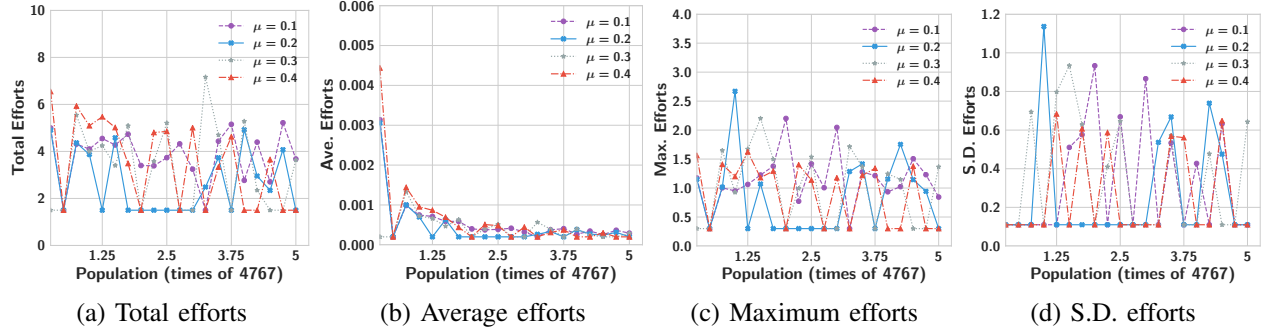 10
8
6
4
2
0
Total Efforts
μ = 0.1
μ = 0.2
μ = 0.3
μ = 0.4
1.25 2.5 3.75 5
Population (times of 4767)
(a) Total efforts
0.006
0.005
0.004
0.003
0.002
0.001
0.000
Ave. Efforts
μ = 0.1
μ = 0.2
μ = 0.3
μ = 0.4
1.25 2.5 3.75 5
Population (times of 4767)
(b) Average efforts
4.0
3.5
3.0
2.5
2.0
1.5
1.0
0.5
0.0
Max. Efforts
μ = 0.1
μ = 0.2
μ = 0.3
μ = 0.4
1.25 2.5 3.75 5
Population (times of 4767)
(c) Maximum efforts
1.2
1.0
0.8
0.6
0.4
0.2
0.0
S.D. Efforts
μ = 0.1
μ = 0.2
μ = 0.3
μ = 0.4
1.25 2.5 3.75 5
Population (times of 4767)
(d) S.D. efforts